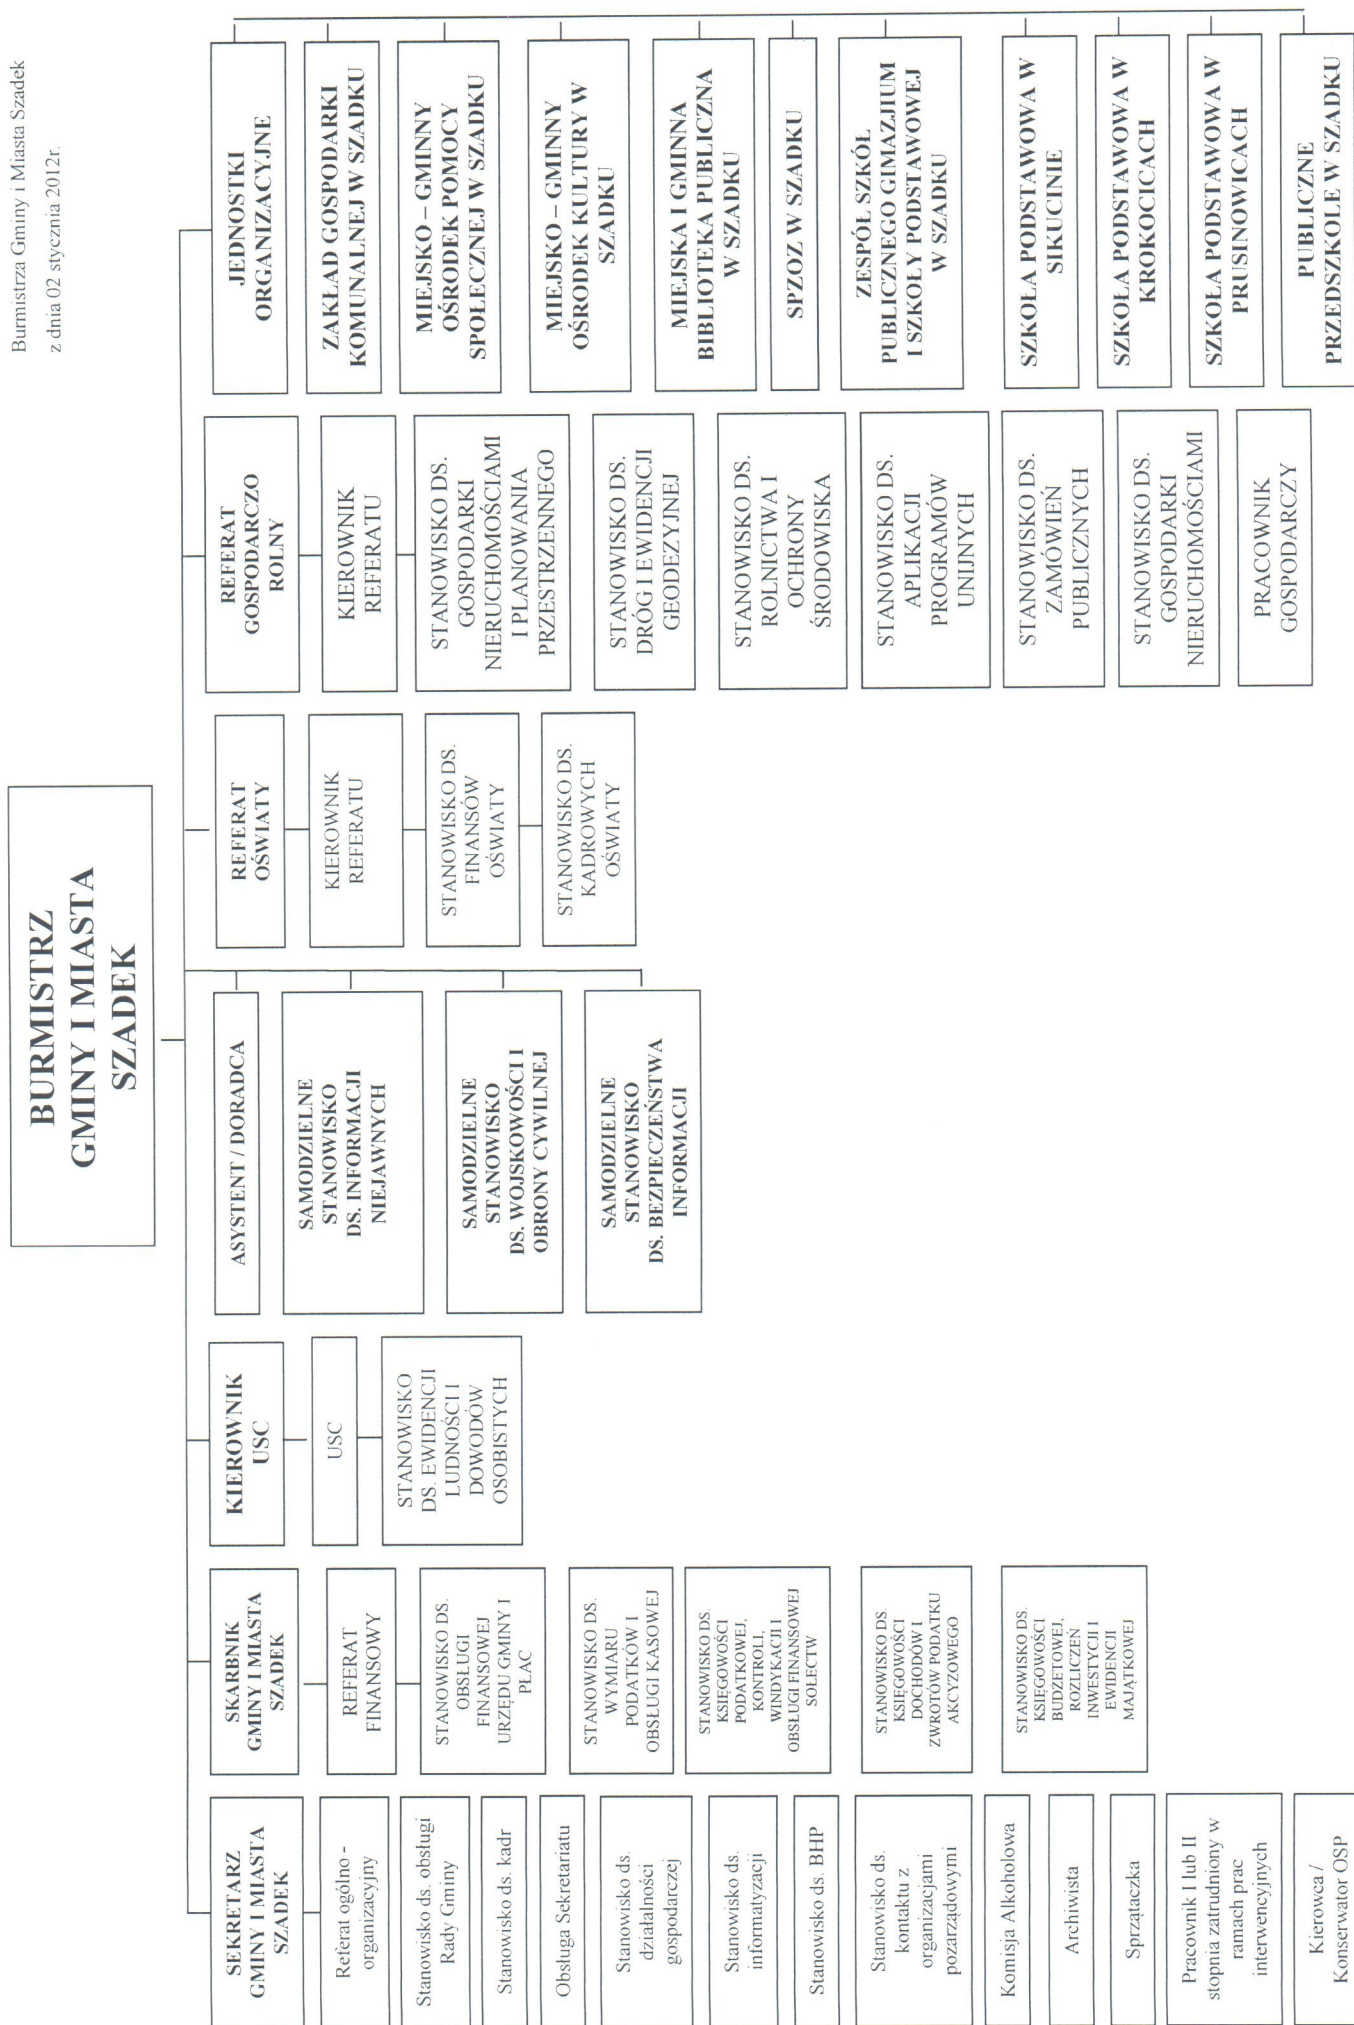 Burmistrza Gminy i Miasta Szadek
z dnia 02 stycznia 2012r.
BURMISTRZ
GMINY I MIASTA
SZADEK
SEKRETARZ
GMINY I MIASTA
SZADEK
Referat ogólno -
organizacyjny
Stanowisko ds. obsługi
Rady Gminy
Stanowisko ds. kadr
Obsługa Sekretariatu
Stanowisko ds.
działalności
gospodarczej
Stanowisko ds.
informatyzacji
Stanowisko ds. BHP
Stanowisko ds.
kontaktu z
organizacjami
pozarządowymi
Komisja Alkoholowa
Archiwista
Sprzątaczka
Pracownik I lub II
stopnia zatrudniony w
ramach prac
interwencyjnych
Kierowca /
Konserwator OSP
SKARBNIK
GMINY I MIASTA
SZADEK
REFERAT
FINANSOWY
STANOWISKO DS.
OBSŁUGI
FINANSOWEJ
URZĘDU GMINY I
PŁAC
STANOWISKO DS.
WYMIARU
PODATKÓW I
OBSŁUGI KASOWEJ
STANOWISKO DS.
KSIĘGOWOŚCI
PODATKOWEJ,
KONTROLI,
WINDYKACJI I
OBSŁUGI FINANSOWEJ
SOŁECTW
STANOWISKO DS.
KSIĘGOWOŚCI
DOCHODÓW I
ZWROTÓW PODATKU
AKCYZOWEGO
STANOWISKO DS.
KSIĘGOWOŚCI
BUDŻETOWEJ,
ROZLICZEŃ
INWESTYCJI I
EWIDENCJI
MAJĄTKOWEJ
KIEROWNIK
USC
USC
STANOWISKO
DS. EWIDENCJI
LUDNOŚCI I
DOWODÓW
OSOBISTYCH
ASYSTENT / DORADCA
SAMODZIELNE
STANOWISKO
DS. INFORMACJI
NIEJAWNYCH
SAMODZIELNE
STANOWISKO
DS. WOJSKOWOŚCI I
OBRONY CYWILNEJ
SAMODZIELNE
STANOWISKO
DS. BEZPIECZEŃSTWA
INFORMACJI
REFERAT
OŚWIATY
KIEROWNIK
REFERATU
STANOWISKO DS.
FINANSÓW
OŚWIATY
STANOWISKO DS.
KADROWYCH
OŚWIATY
REFERAT
GOSPODARCZO
ROLNY
KIEROWNIK
REFERATU
STANOWISKO DS.
GOSPODARKI
NIERUCHOMOŚCIAMI
I PLANOWANIA
PRZESTRZENNEGO
STANOWISKO DS.
DRÓG I EWIDENCJI
GEODEZYJNEJ
STANOWISKO DS.
ROLNICTWA I
OCHRONY
ŚRODOWISKA
STANOWISKO DS.
APLIKACJI
PROGRAMÓW
UNIJNYCH
STANOWISKO DS.
ZAMÓWIEŃ
PUBLICZNYCH
STANOWISKO DS.
GOSPODARKI
NIERUCHOMOŚCIAMI
PRACOWNIK
GOSPODARCZY
JEDNOSTKI
ORGANIZACYJNE
ZAKŁAD GOSPODARKI
KOMUNALNEJ W SZADKU
MIEJSKO – GMINNY
OŚRODEK POMOCY
SPOŁECZNEJ W SZADKU
MIEJSKO – GMINNY
OŚRODEK KULTURY W
SZADKU
MIEJSKA I GMINNA
BIBLIOTEKA PUBLICZNA
W SZADKU
SPZOZ W SZADKU
ZESPÓŁ SZKÓŁ
PUBLICZNEGO GIMAZJIUM
I SZKOŁY PODSTAWOWEJ
W SZADKU
SZKOŁA PODSTAWOWA W
SIKUCINIE
SZKOŁA PODSTAWOWA W
KROKOCICACH
SZKOŁA PODSTAWOWA W
PRUSINOWICACH
PUBLICZNE
PRZEDSZKOLE W SZADKU